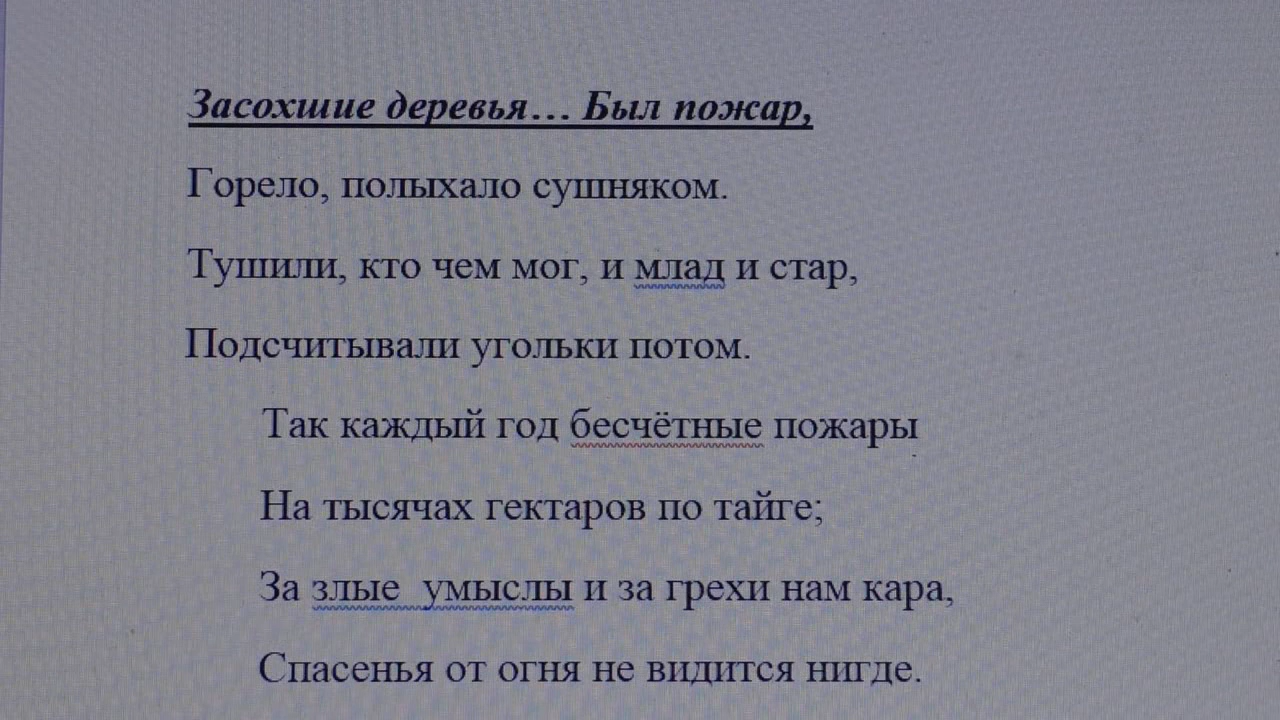 Засохшие деревья… Был пожар,
Горело, полыхало сушняком.
Тушили, кто чем мог, и млад и стар,
Подсчитывали угольки потом.
Так каждый год бесчётные пожары
На тысячах гектаров по тайге;
За злые  умыслы и за грехи нам кара,
Спасенья от огня не видится нигде.